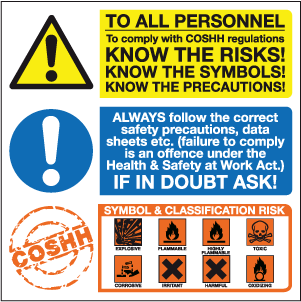 TO ALL PERSONNEL
To comply with COSHH regulations
KNOW THE RISKS!
KNOW THE SYMBOLS!
KNOW THE PRECAUTIONS!
ALWAYS follow the correct
safety precautions, data
sheets etc. (failure to comply
is an offence under the
Health & Safety at Work Act.)
IF IN DOUBT ASK!
COSHH
SYMBOL & CLASSIFICATION RISK
EXPLOSIVE FLAMMABLE HIGHLY FLAMMABLE TOXIC
CORROSIVE IRRITANT HARMFUL OXIDIZING